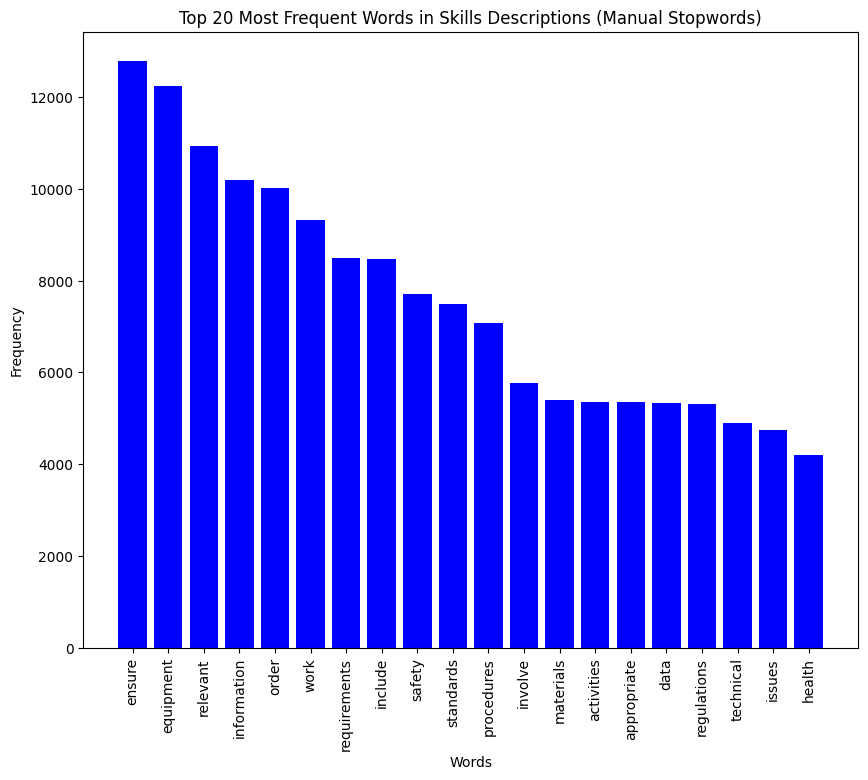 Top 20 Most Frequent Words in Skills Descriptions (Manual Stopwords)
12000
10000
8000
6000
4000
2000
0
Frequency
ensure
equipment
relevant
information
order
work
requirements
include
safety
standards
procedures
involve
materials
activities
appropriate
data
regulations
technical
issues
health
Words